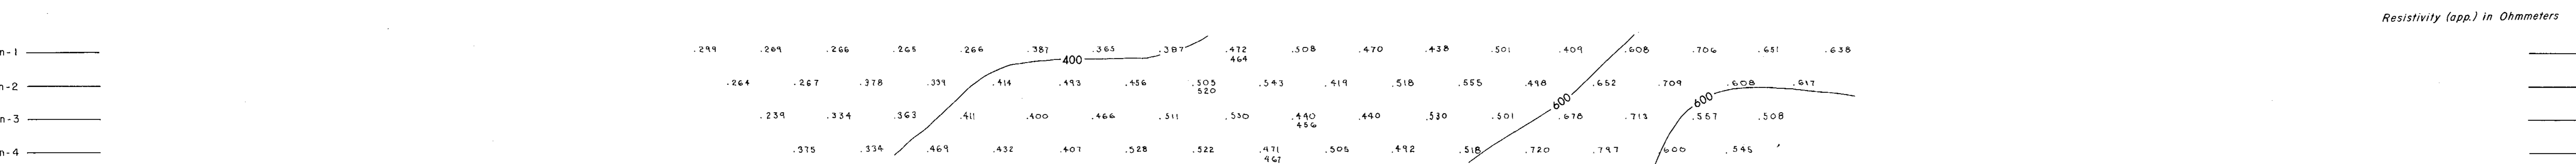 Resistivity (app.) in Ohmmeters
n-1 .299 .269 .266 .265 .266 .387 .365 .387 .472 .508 .470 .438 .501 .409 .608 .706 .651 .638
400 464
n-2 .264 .267 .378 .339 .414 .493 .456 .505 .543 .419 .518 .555 .498 .652 .709 .608 .617
520 600 600
n-3 .239 .334 .363 .411 .400 .466 .511 .530 .440 .440 .530 .501 .678 .713 .557 .508
456
n-4 .375 .334 .469 .432 .407 .528 .522 .471 .505 .492 .518 .720 .797 .600 .545
467